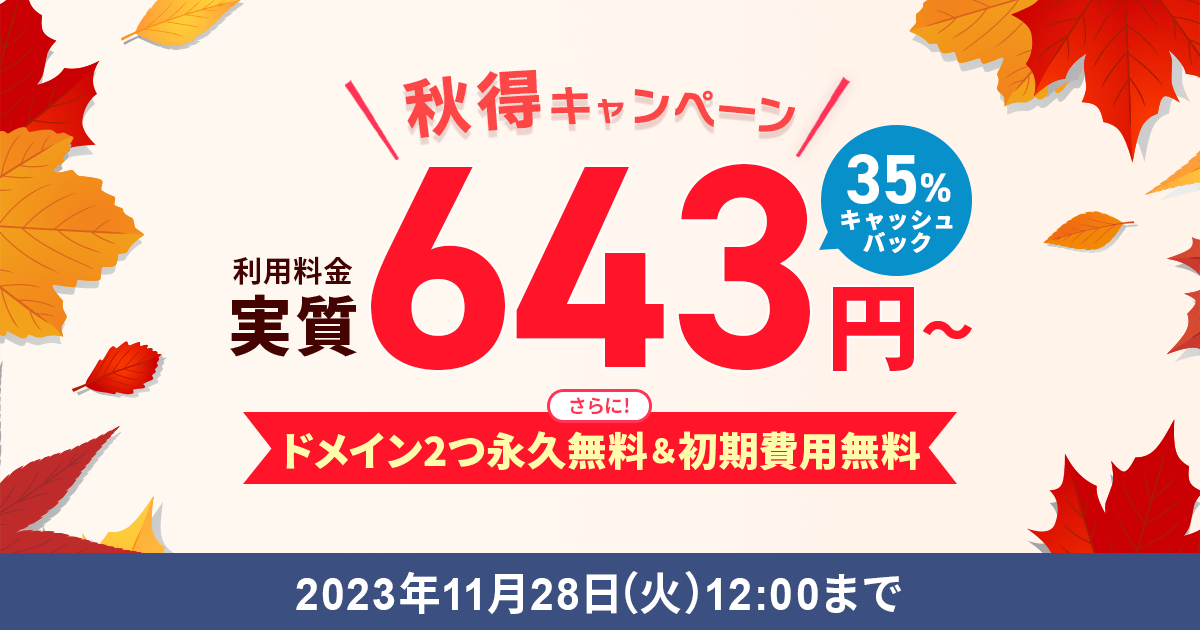 秋得キャンペーン
35%
キャッシュ
バック
利用料金
実質643円~
さらに!
ドメイン2つ永久無料&初期費用無料
2023年11月28日(火)12:00まで